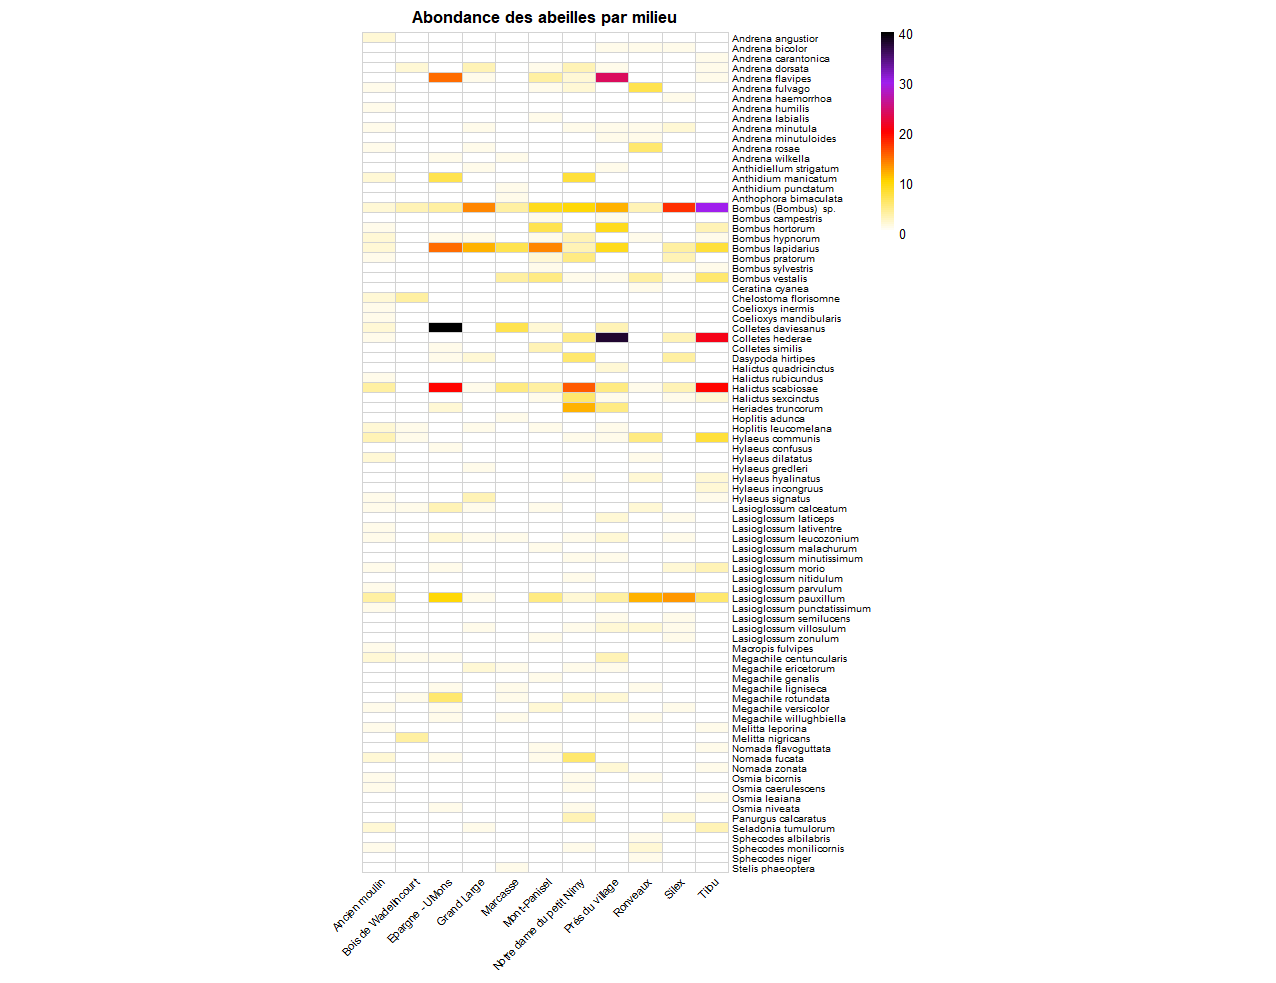 Abondance des abeilles par milieu
40
30
20
10
0
Andrena angustior
Andrena bicolor
Andrena carantonica
Andrena dorsata
Andrena flavipes
Andrena fulvago
Andrena haemorrhoa
Andrena humilis
Andrena labialis
Andrena minutula
Andrena minutuloides
Andrena rosae
Andrena wilkella
Anthidiellum strigatum
Anthidium manicatum
Anthidium punctatum
Anthophora bimaculata
Bombus (Bombus) sp.
Bombus campestris
Bombus hortorum
Bombus hypnorum
Bombus lapidarius
Bombus pratorum
Bombus sylvestris
Bombus vestalis
Ceratina cyanea
Chelostoma florisomne
Coelioxys inermis
Coelioxys mandibularis
Colletes daviesanus
Colletes hederae
Colletes similis
Dasypoda hirtipes
Halictus quadricinctus
Halictus rubicundus
Halictus scabiosae
Halictus sexcinctus
Heriades truncorum
Hoplitis adunca
Hoplitis leucomelana
Hylaeus communis
Hylaeus confusus
Hylaeus dilatatus
Hylaeus gredleri
Hylaeus hyalinatus
Hylaeus incongruus
Hylaeus signatus
Lasioglossum calceatum
Lasioglossum laticeps
Lasioglossum lativentre
Lasioglossum leucozonium
Lasioglossum malachurum
Lasioglossum minutissimum
Lasioglossum morio
Lasioglossum nitidulum
Lasioglossum parvulum
Lasioglossum pauxillum
Lasioglossum punctatissimum
Lasioglossum semilucens
Lasioglossum villosulum
Lasioglossum zonulum
Macropis fulvipes
Megachile centuncularis
Megachile ericetorum
Megachile genalis
Megachile ligniseca
Megachile rotundata
Megachile versicolor
Megachile willughbiella
Melitta leporina
Melitta nigricans
Nomada flavoguttata
Nomada fucata
Nomada zonata
Osmia bicornis
Osmia caerulescens
Osmia leaiana
Osmia niveata
Panurgus calcaratus
Seladonia tumulorum
Sphecodes albilabris
Sphecodes monilicornis
Sphecodes niger
Stelis phaeoptera
Ancien moulin
Bois de Wadelincourt
Epargne - UMons
Grand Large
Marcasse
Mont-Panisel
Notre dame du petit Nimy
Prés du village
Ronveaux
Silex
Tibu